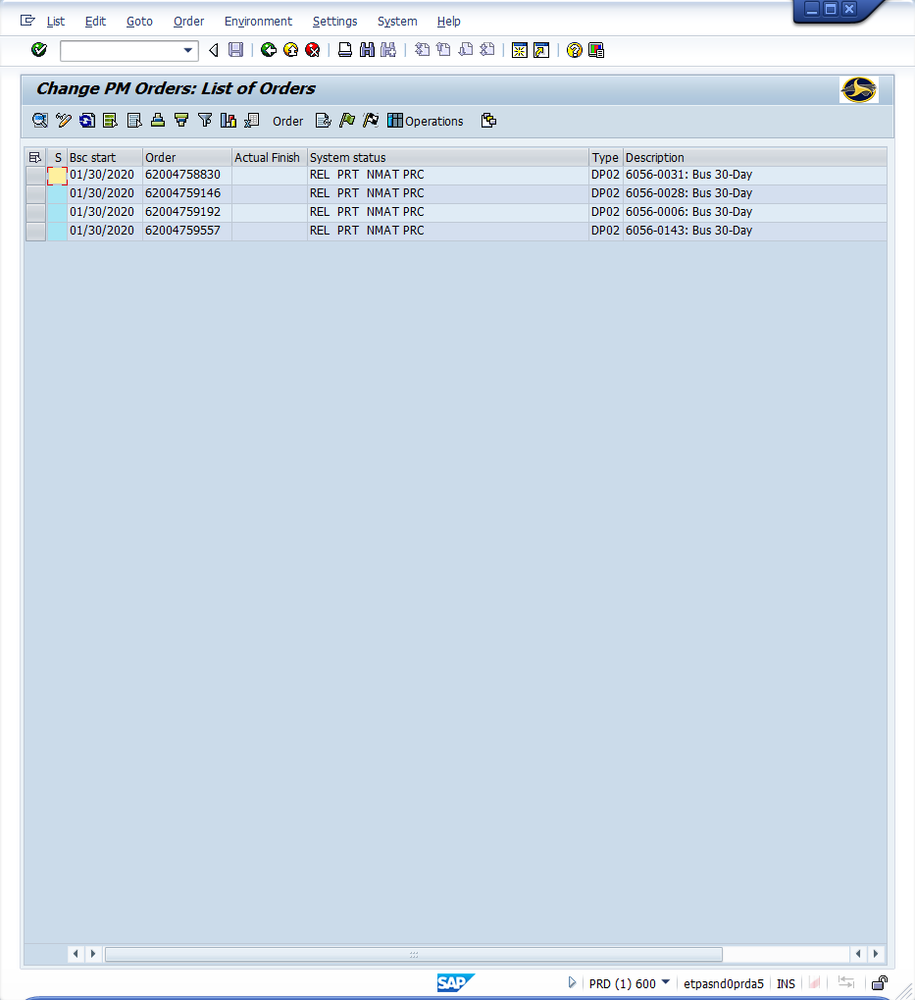 List Edit Goto Order Environment Settings System Help
Change PM Orders: List of Orders
Order Operations
S Bsc start Order Actual Finish System status Type Description
01/30/2020 62004758830 REL PRT NMAT PRC DP02 6056-0031: Bus 30-Day
01/30/2020 62004759146 REL PRT NMAT PRC DP02 6056-0028: Bus 30-Day
01/30/2020 62004759192 REL PRT NMAT PRC DP02 6056-0006: Bus 30-Day
01/30/2020 62004759557 REL PRT NMAT PRC DP02 6056-0143: Bus 30-Day
SAP PRD (1) 600 etpasnd0prda5 INS